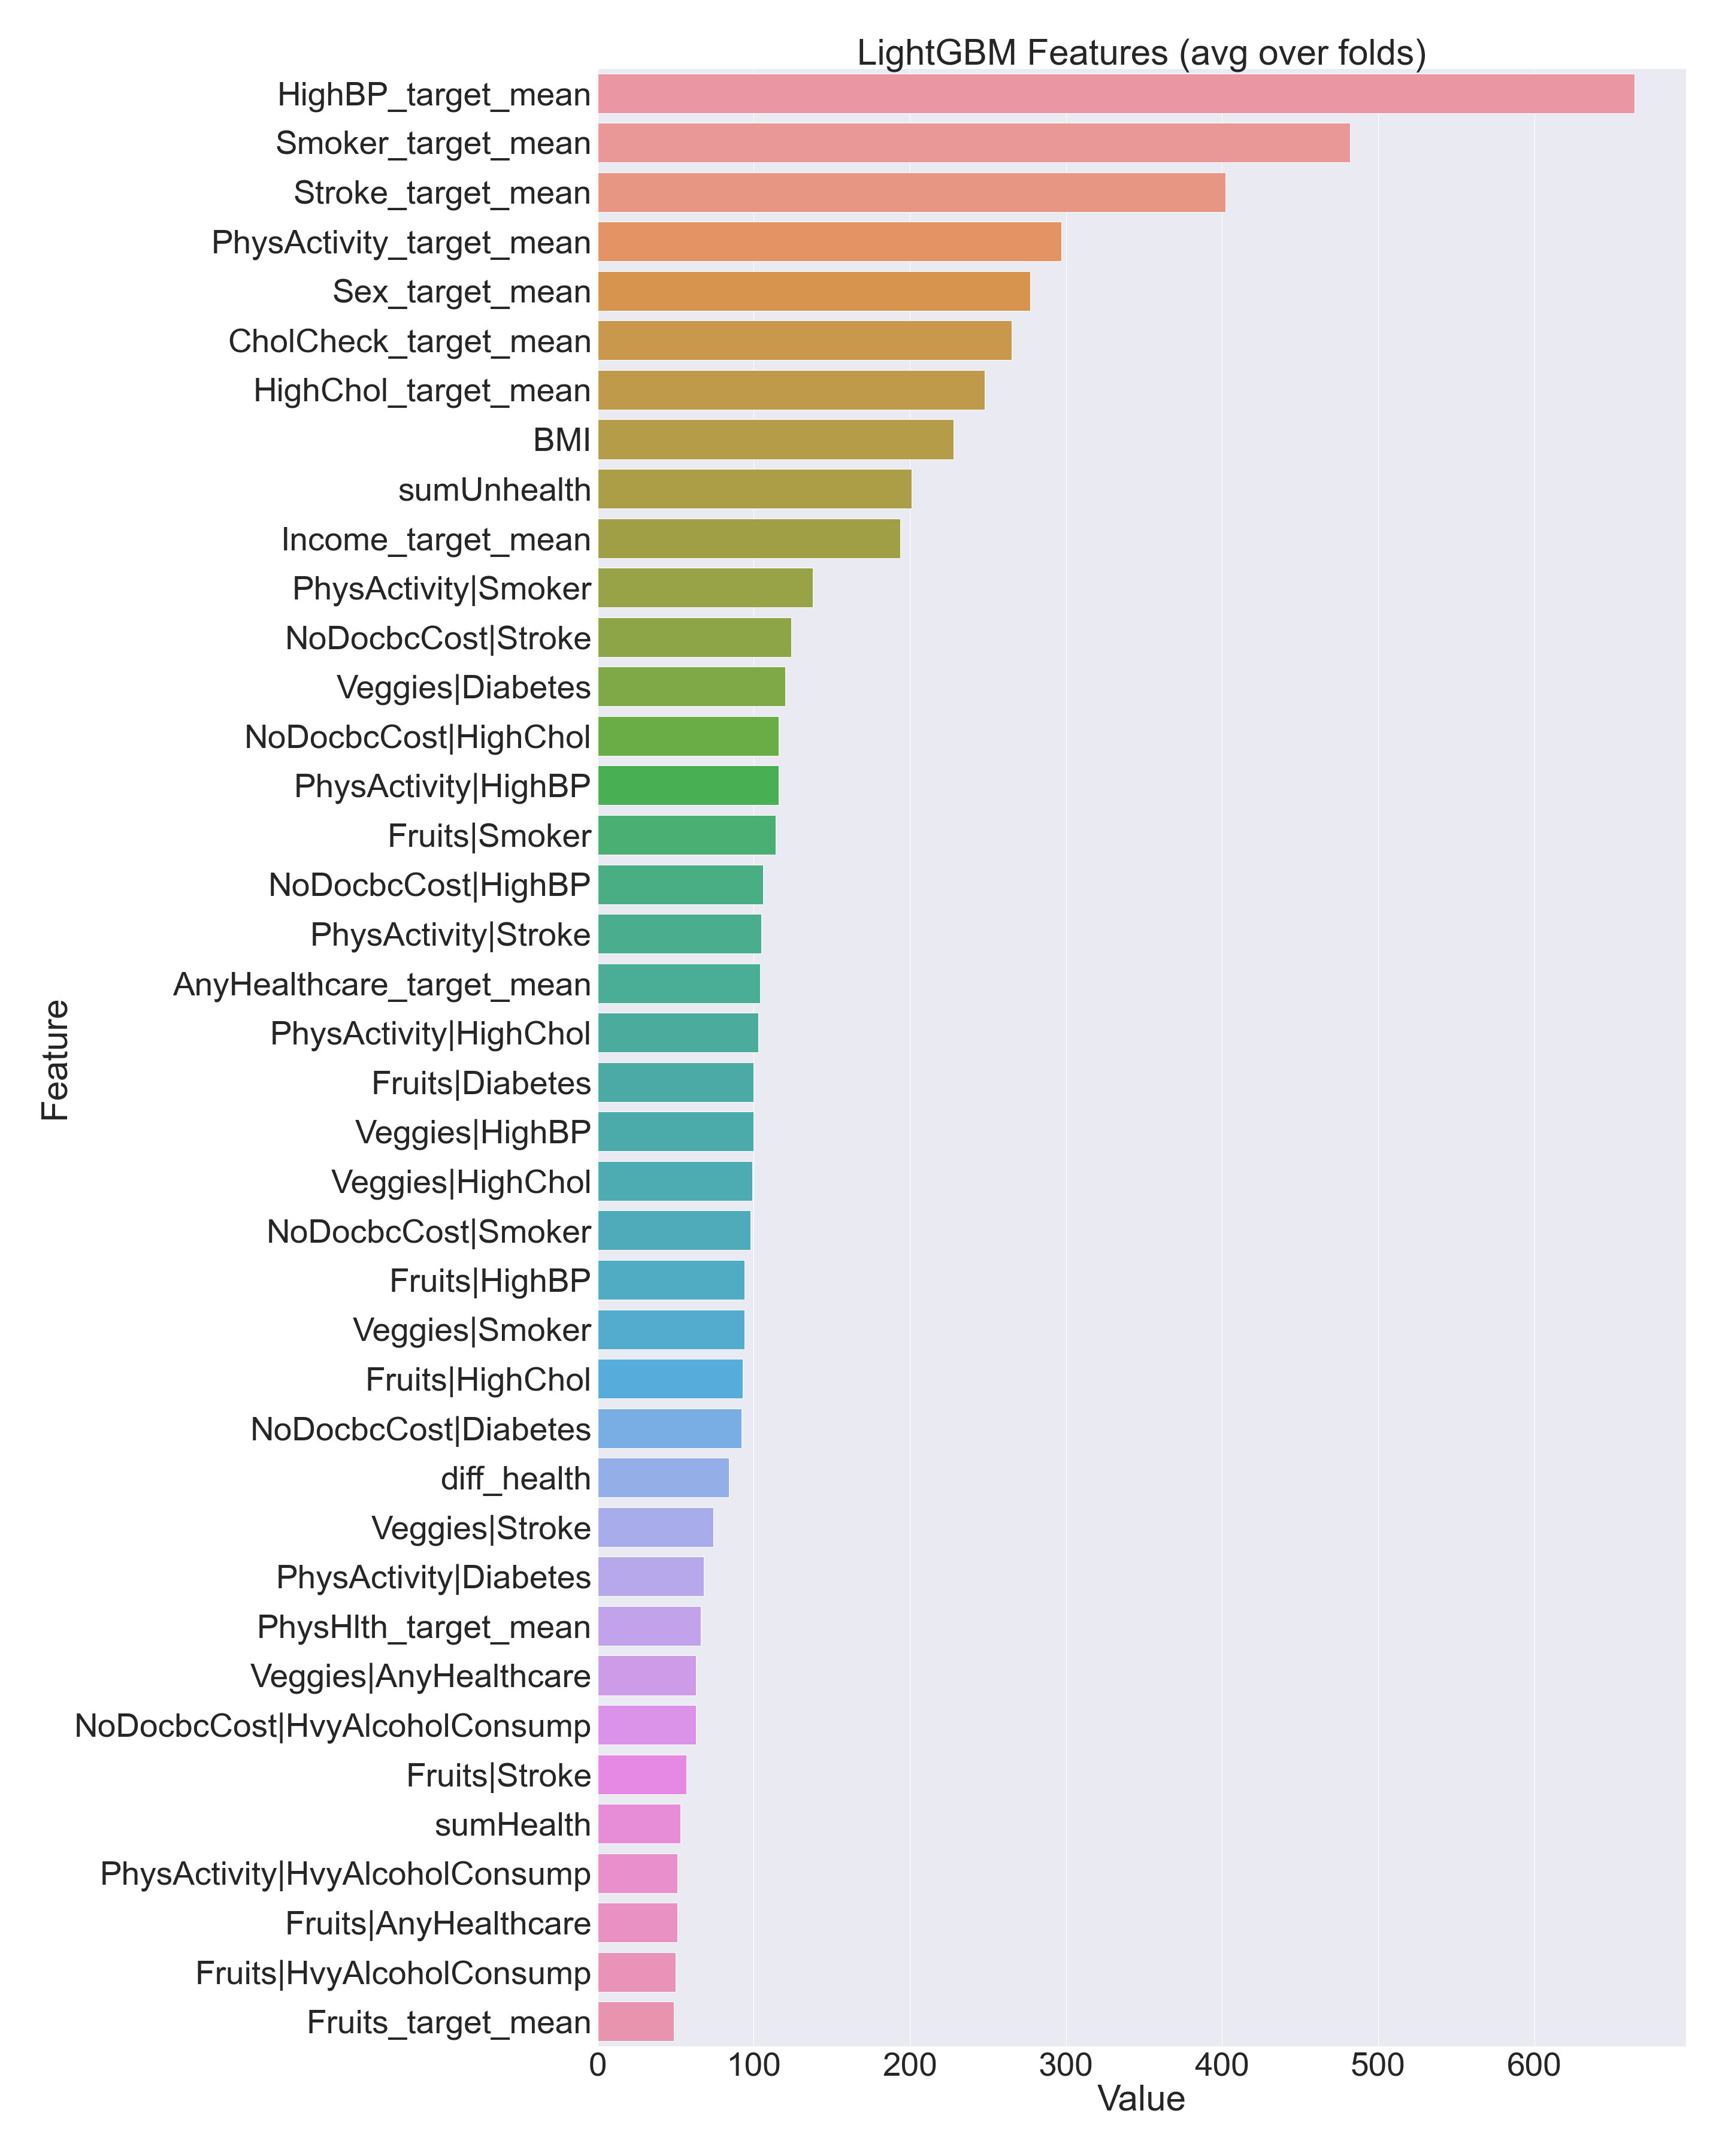 LightGBM Features (avg over folds)
HighBP_target_mean
Smoker_target_mean
Stroke_target_mean
PhysActivity_target_mean
Sex_target_mean
CholCheck_target_mean
HighChol_target_mean
BMI
sumUnhealth
Income_target_mean
PhysActivity|Smoker
NoDocbcCost|Stroke
Veggies|Diabetes
NoDocbcCost|HighChol
PhysActivity|HighBP
Fruits|Smoker
NoDocbcCost|HighBP
PhysActivity|Stroke
AnyHealthcare_target_mean
PhysActivity|HighChol
Fruits|Diabetes
Veggies|HighBP
Veggies|HighChol
NoDocbcCost|Smoker
Fruits|HighBP
Veggies|Smoker
Fruits|HighChol
NoDocbcCost|Diabetes
diff_health
Veggies|Stroke
PhysActivity|Diabetes
PhysHlth_target_mean
Veggies|AnyHealthcare
NoDocbcCost|HvyAlcoholConsump
Fruits|Stroke
sumHealth
PhysActivity|HvyAlcoholConsump
Fruits|AnyHealthcare
Fruits|HvyAlcoholConsump
Fruits_target_mean
Feature
0 100 200 300 400 500 600
Value